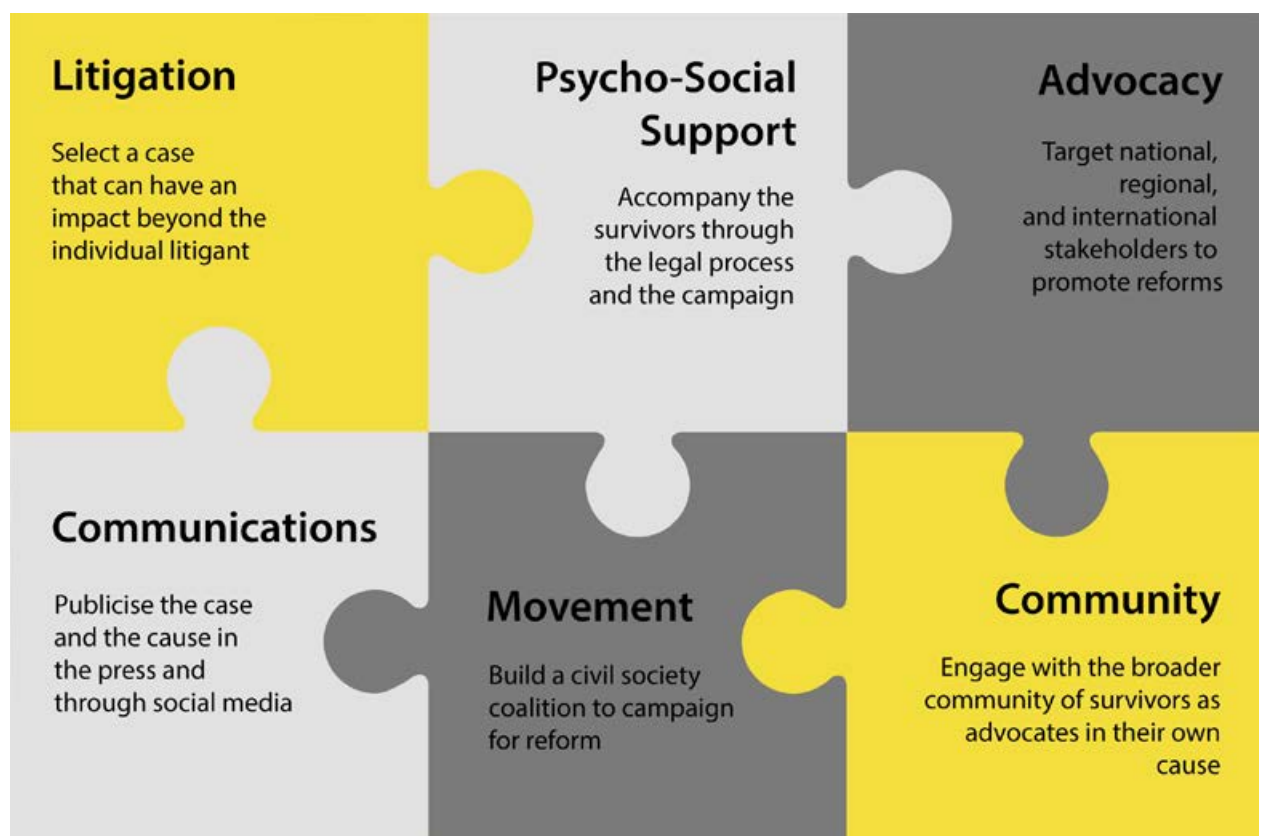 Litigation
Select a case
that can have an
impact beyond the
individual litigant
Psycho-Social
Support
Accompany the
survivors through
the legal process
and the campaign
Advocacy
Target national,
regional,
and international
stakeholders to
promote reforms
Communications
Publicise the case
and the cause in
the press and
through social media
Movement
Build a civil society
coalition to campaign
for reform
Community
Engage with the broader
community of survivors as
advocates in their own
cause